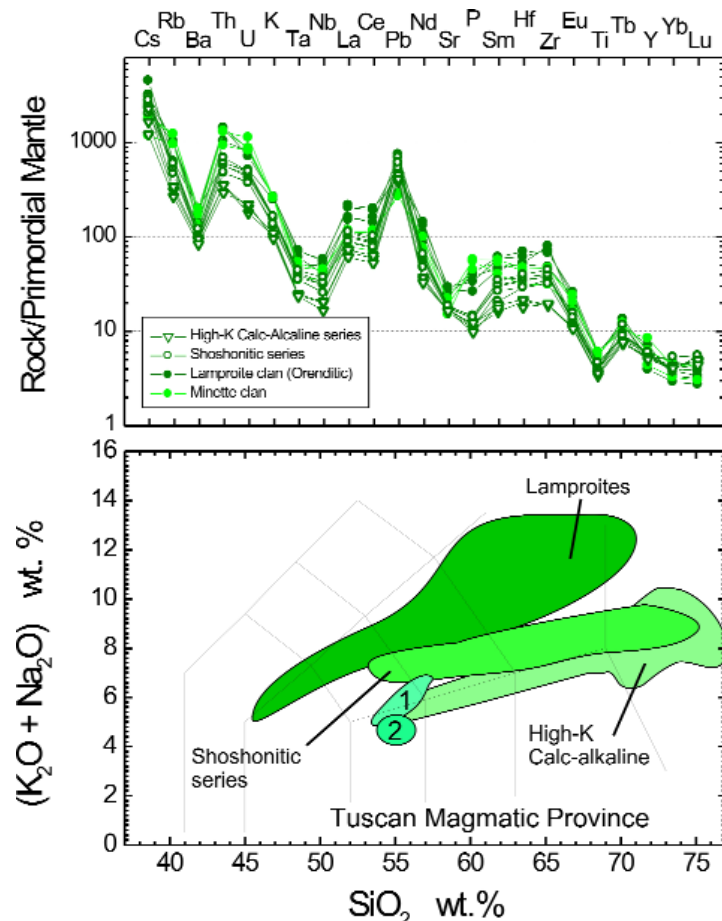 Rb Th K Nb Ce Nd P Hf Eu Tb Yb
Cs Ba U Ta La Pb Sr Sm Zr Ti Y Lu
Rock/Primordial Mantle
1000
100
10
1
High-K Calc-Alcaline series
Shoshonitic series
Lamproite clan (Orenditic)
Minette clan
(K₂O + Na₂O) wt. %
16
14
12
10
8
6
4
2
0
Lamproites
1
2
Shoshonitic
series
High-K
Calc-alkaline
Tuscan Magmatic Province
40 45 50 55 60 65 70 75
SiO₂ wt.%